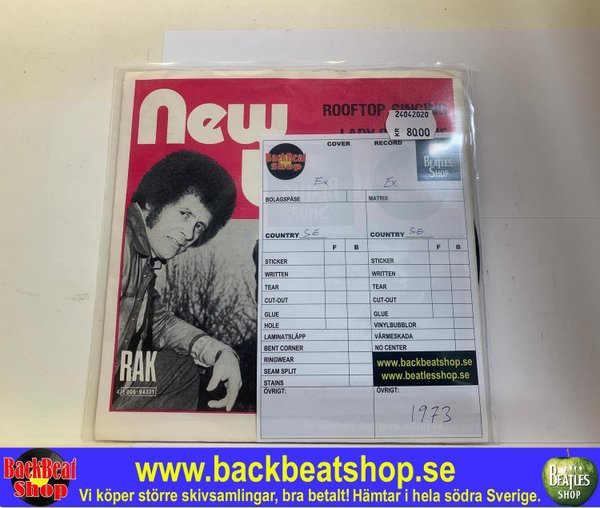 New
ROOFTOP SINGING
24042020
KR 80.00
BackBeat Shop
COVER
RECORD
BEATLES SHOP
Ex
Ex
BOLAGSPÅSE
MATRIX:
COUNTRY SE
COUNTRY SE
F B
F B
STICKER
STICKER
WRITTEN
WRITTEN
TEAR
TEAR
CUT-OUT
CUT-OUT
GLUE
GLUE
HOLE
VINYLBUBBLOR
LAMINATSLÄPP
VÄRMESKADA
BENT CORNER
NO CENTER
RINGWEAR
www.backbeatshop.se
SEAM SPLIT
www.beatlesshop.se
STAINS
ÖVRIGT:
ÖVRIGT:
1973
RAK
006-94331
BackBeat Shop
www.backbeatshop.se
Vi köper större skivsamlingar, bra betalt! Hämtar i hela södra Sverige.
BEATLES SHOP